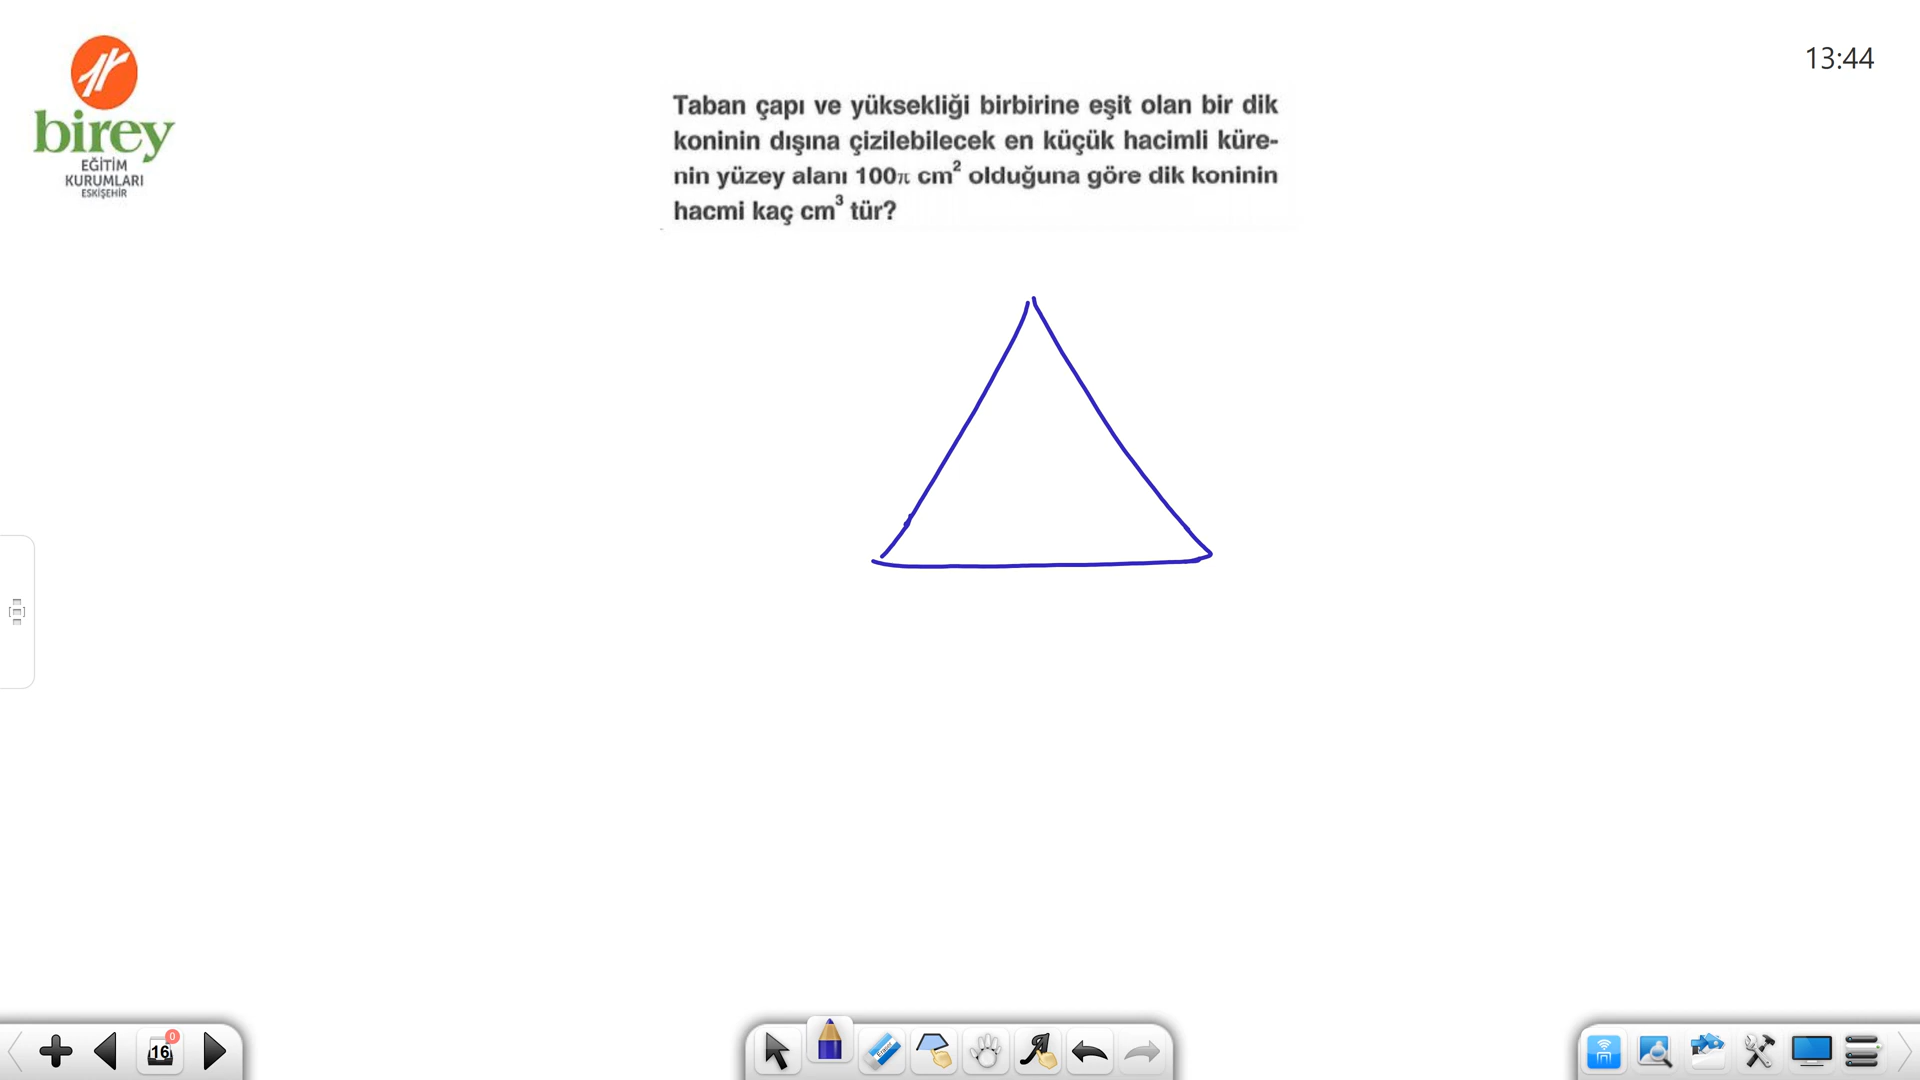 birey
EĞİTİM
KURUMLARI
ESKİŞEHİR
13:44
Taban çapı ve yüksekliği birbirine eşit olan bir dik
koninin dışına çizilebilecek en küçük hacimli küre-
nin yüzey alanı 100π cm² olduğuna göre dik koninin
hacmi kaç cm³ tür?
16
0